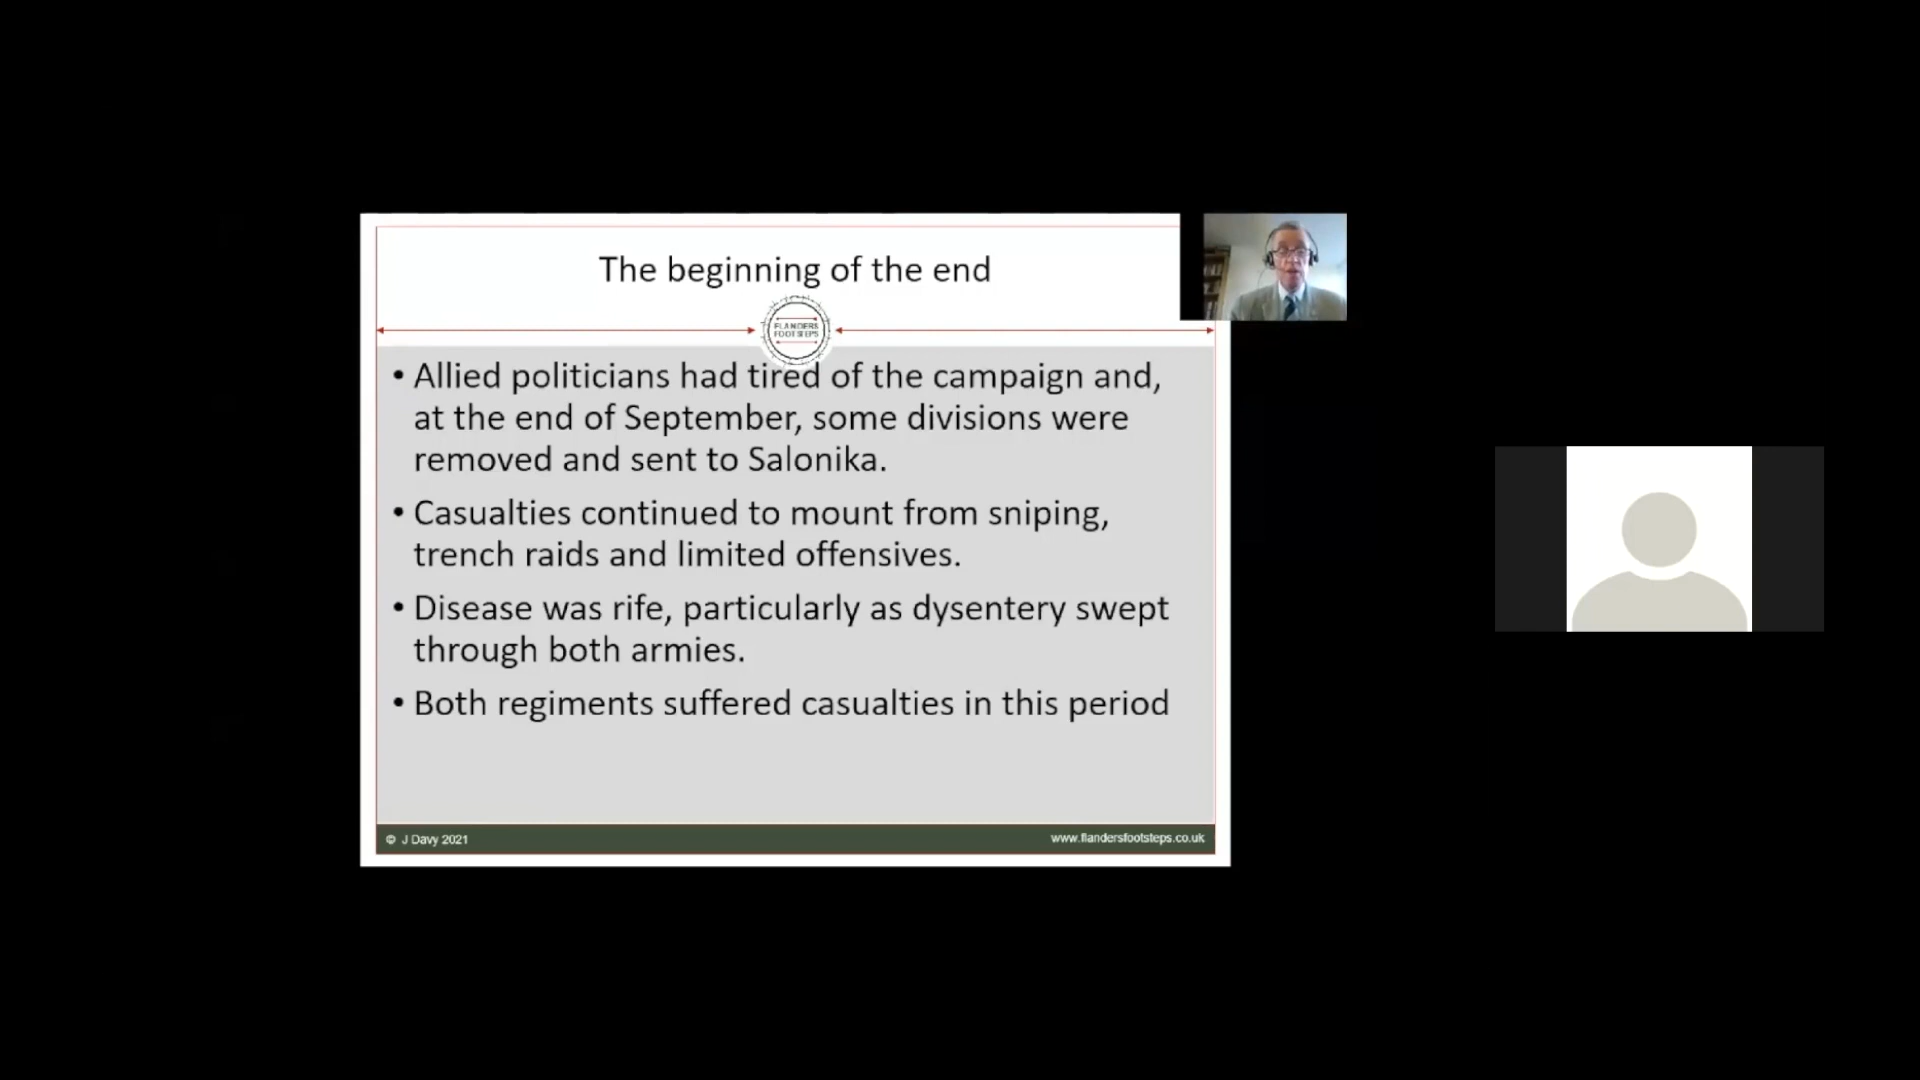 The beginning of the end
FLANDERS
FOOTSTEPS
• Allied politicians had tired of the campaign and,
at the end of September, some divisions were
removed and sent to Salonika.
• Casualties continued to mount from sniping,
trench raids and limited offensives.
• Disease was rife, particularly as dysentery swept
through both armies.
• Both regiments suffered casualties in this period
© J Davy 2021
www.flandersfootsteps.co.uk